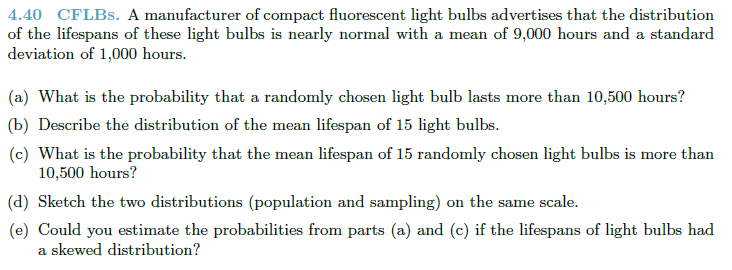 4.40 CFLBs. A manufacturer of compact fluorescent light bulbs advertises that the distribution
of the lifespans of these light bulbs is nearly normal with a mean of 9,000 hours and a standard
deviation of 1,000 hours.
(a) What is the probability that a randomly chosen light bulb lasts more than 10,500 hours?
(b) Describe the distribution of the mean lifespan of 15 light bulbs.
(c) What is the probability that the mean lifespan of 15 randomly chosen light bulbs is more than
10,500 hours?
(d) Sketch the two distributions (population and sampling) on the same scale.
(e) Could you estimate the probabilities from parts (a) and (c) if the lifespans of light bulbs had
a skewed distribution?